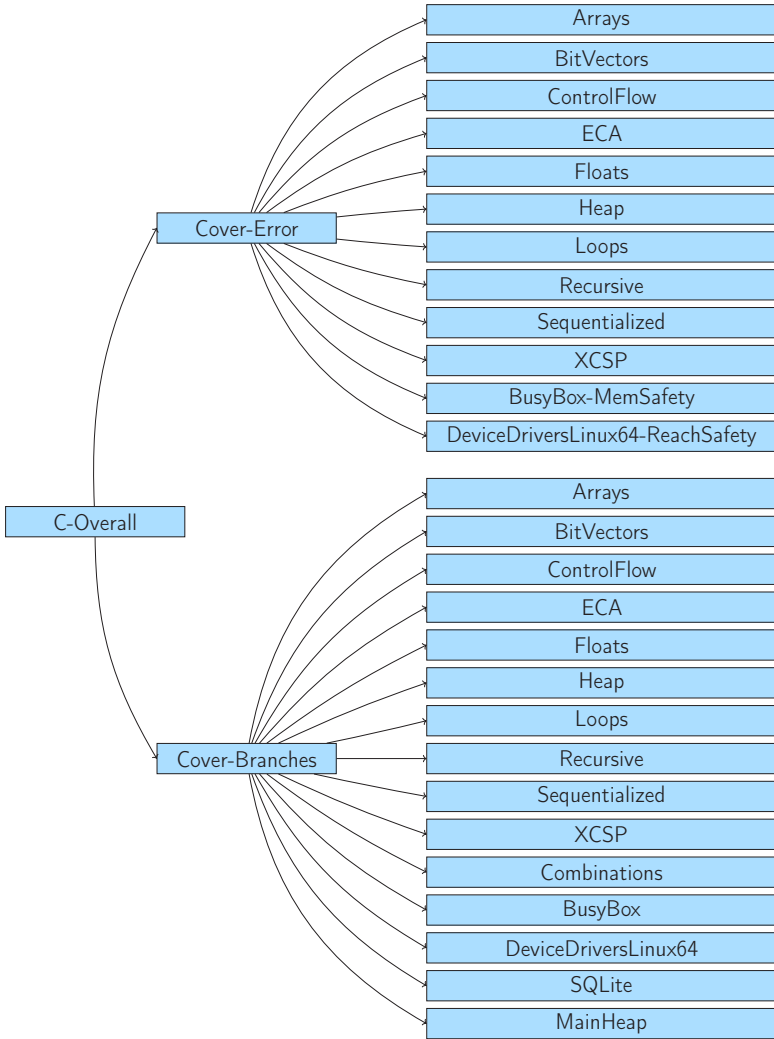 Arrays
BitVectors
ControlFlow
ECA
Floats
Heap
Cover-Error
Loops
Recursive
Sequentialized
XCSP
BusyBox-MemSafety
DeviceDriversLinux64-ReachSafety
C-Overall
Arrays
BitVectors
ControlFlow
ECA
Floats
Heap
Loops
Cover-Branches
Recursive
Sequentialized
XCSP
Combinations
BusyBox
DeviceDriversLinux64
SQLite
MainHeap